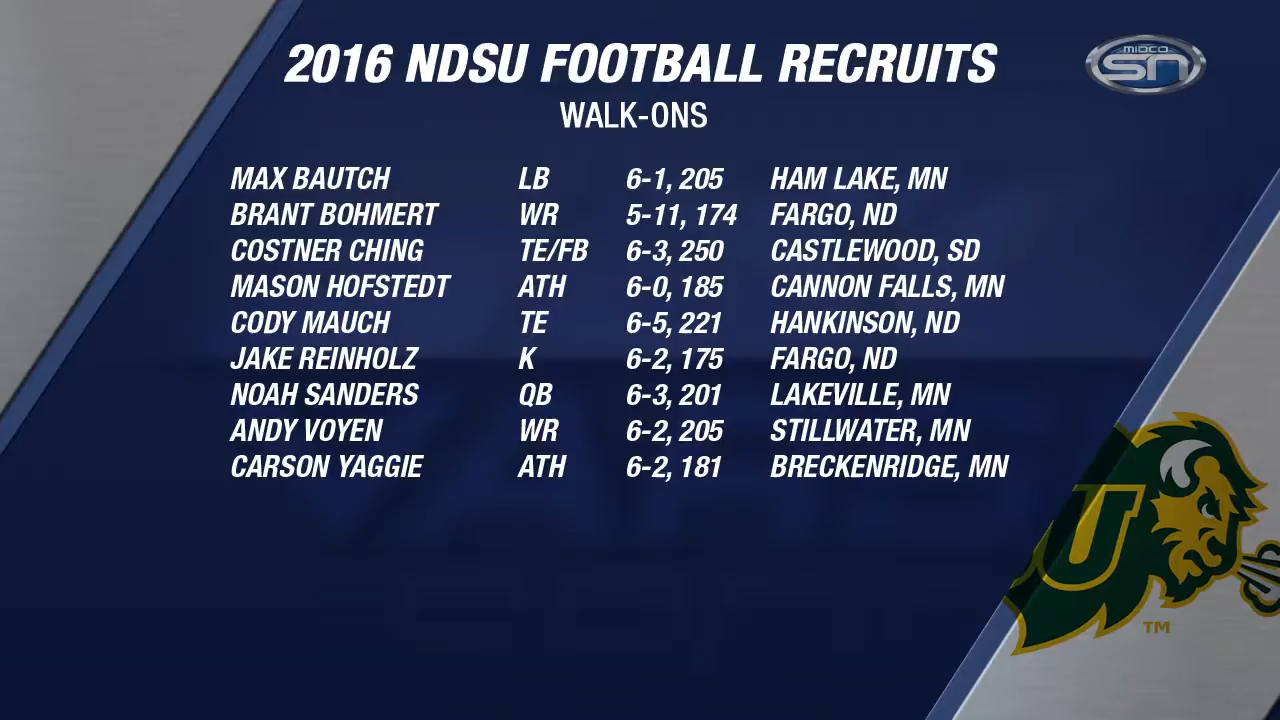 2016 NDSU FOOTBALL RECRUITS
MIDCO
SN
WALK-ONS
MAX BAUTCH LB 6-1, 205 HAM LAKE, MN
BRANT BOHMERT WR 5-11, 174 FARGO, ND
COSTNER CHING TE/FB 6-3, 250 CASTLEWOOD, SD
MASON HOFSTEDT ATH 6-0, 185 CANNON FALLS, MN
CODY MAUCH TE 6-5, 221 HANKINSON, ND
JAKE REINHOLZ K 6-2, 175 FARGO, ND
NOAH SANDERS QB 6-3, 201 LAKEVILLE, MN
ANDY VOYEN WR 6-2, 205 STILLWATER, MN
CARSON YAGGIE ATH 6-2, 181 BRECKENRIDGE, MN
U
TM